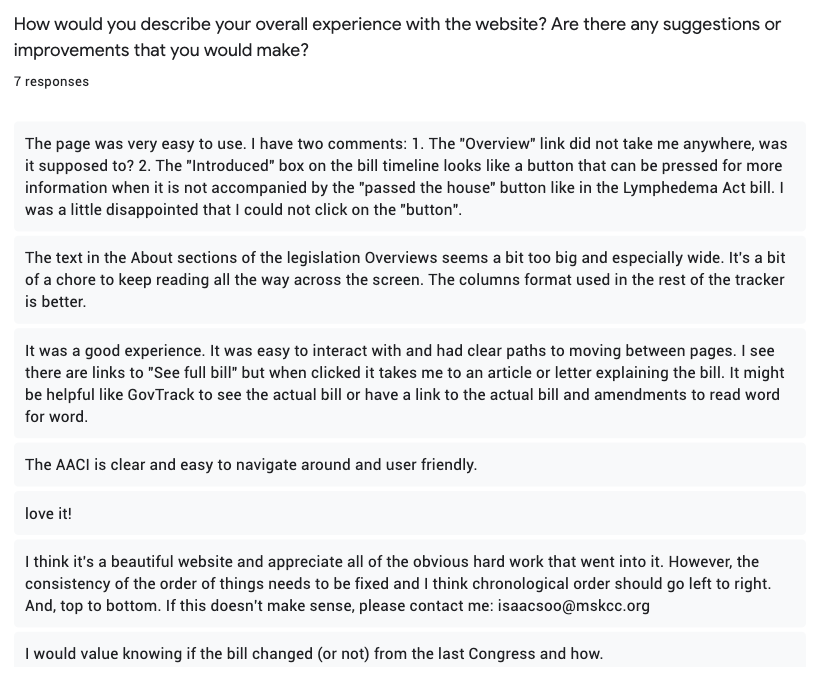 How would you describe your overall experience with the website? Are there any suggestions or
improvements that you would make?
7 responses
The page was very easy to use. I have two comments: 1. The "Overview" link did not take me anywhere, was
it supposed to? 2. The "Introduced" box on the bill timeline looks like a button that can be pressed for more
information when it is not accompanied by the "passed the house" button like in the Lymphedema Act bill. I
was a little disappointed that I could not click on the "button".
The text in the About sections of the legislation Overviews seems a bit too big and especially wide. It's a bit
of a chore to keep reading all the way across the screen. The columns format used in the rest of the tracker
is better.
It was a good experience. It was easy to interact with and had clear paths to moving between pages. I see
there are links to "See full bill" but when clicked it takes me to an article or letter explaining the bill. It might
be helpful like GovTrack to see the actual bill or have a link to the actual bill and amendments to read word
for word.
The AACI is clear and easy to navigate around and user friendly.
love it!
I think it's a beautiful website and appreciate all of the obvious hard work that went into it. However, the
consistency of the order of things needs to be fixed and I think chronological order should go left to right.
And, top to bottom. If this doesn't make sense, please contact me: isaacsoo@mskcc.org
I would value knowing if the bill changed (or not) from the last Congress and how.